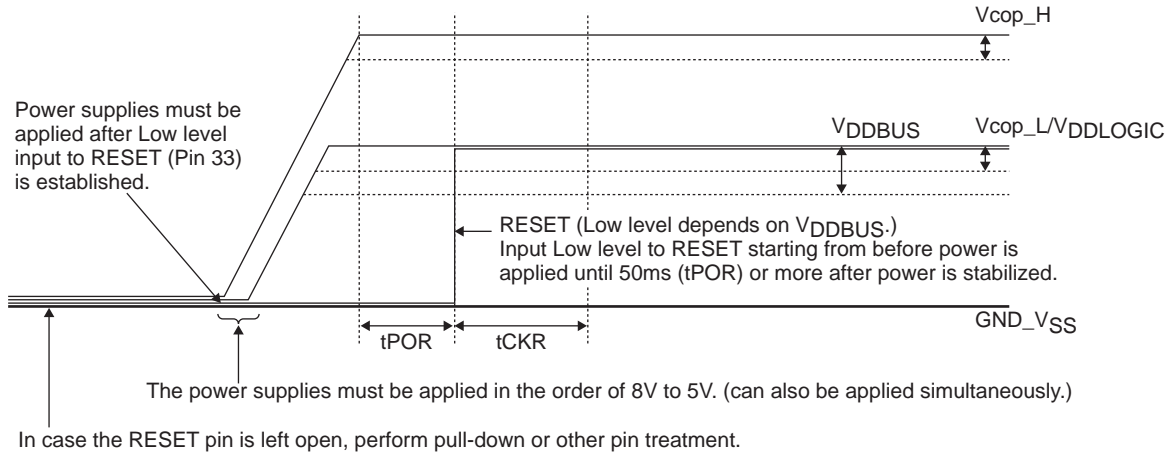 Vcop_H
Power supplies must be
applied after Low level
input to RESET (Pin 33)
is established.
VDDBUS
Vcop_L/VDDLOGIC
RESET (Low level depends on VDDBUS.)
Input Low level to RESET starting from before power is
applied until 50ms (tPOR) or more after power is stabilized.
GND_VSS
tPOR
tCKR
The power supplies must be applied in the order of 8V to 5V. (can also be applied simultaneously.)
In case the RESET pin is left open, perform pull-down or other pin treatment.